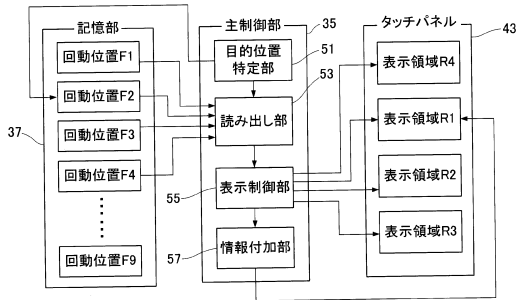 記憶部
回動位置F1
回動位置F2
回動位置F3
回動位置F4
回動位置F9
37
主制御部
35
目的位置
特定部
51
53
読み出し部
表示制御部
55
情報付加部
57
タッチパネル
43
表示領域R4
表示領域R1
表示領域R2
表示領域R3